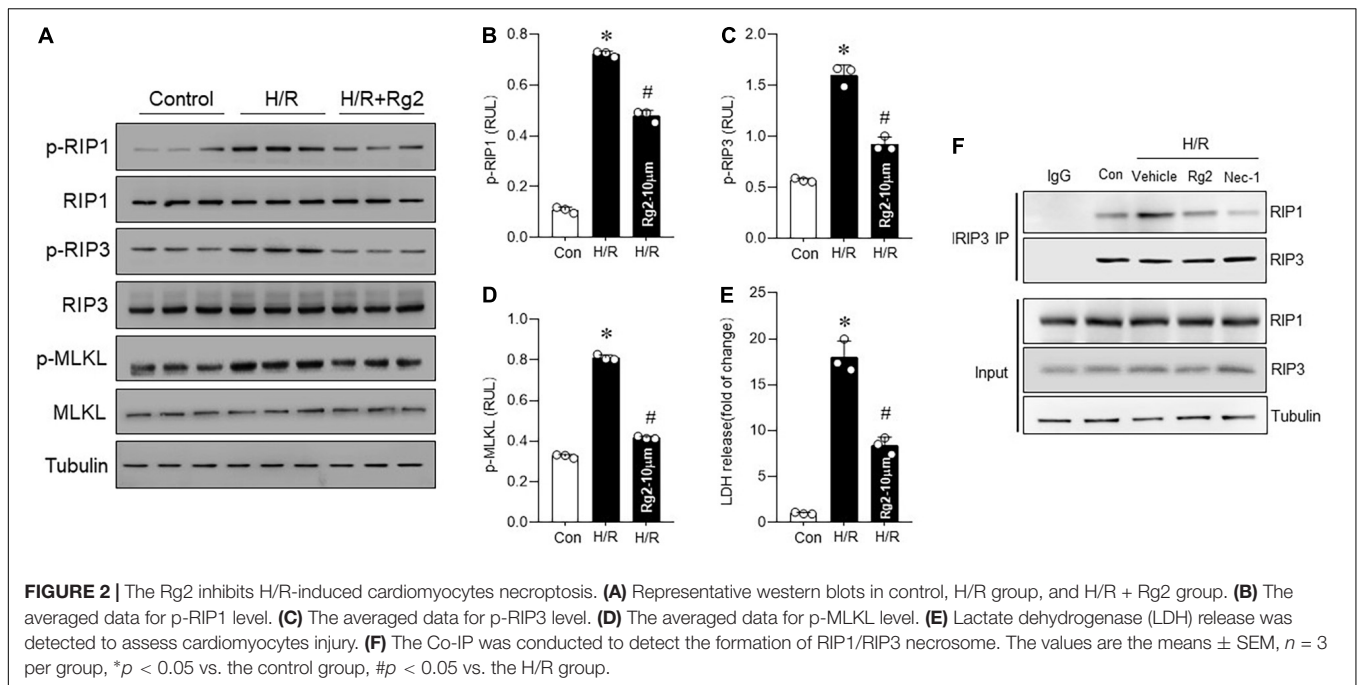 A
Control H/R H/R+Rg2
p-RIP1
RIP1
p-RIP3
RIP3
p-MLKL
MLKL
Tubulin
B
p-RIP1 (RUL)
0.8
0.6
0.4
0.2
0.0
*
#
Rg2-10μm
Con H/R H/R
C
p-RIP3 (RUL)
2.0
1.5
1.0
0.5
0.0
*
#
Rg2-10μm
Con H/R H/R
D
p-MLKL (RUL)
1.0
0.8
0.6
0.4
0.2
0.0
*
#
Rg2-10μm
Con H/R H/R
E
LDH release(fold of change)
25
20
15
10
5
0
*
#
Rg2-10μm
Con H/R H/R
F
H/R
IgG Con Vehicle Rg2 Nec-1
IRIP3 IP
RIP1
RIP3
Input
RIP1
RIP3
Tubulin
FIGURE 2 | The Rg2 inhibits H/R-induced cardiomyocytes necroptosis. (A) Representative western blots in control, H/R group, and H/R + Rg2 group. (B) The
averaged data for p-RIP1 level. (C) The averaged data for p-RIP3 level. (D) The averaged data for p-MLKL level. (E) Lactate dehydrogenase (LDH) release was
detected to assess cardiomyocytes injury. (F) The Co-IP was conducted to detect the formation of RIP1/RIP3 necrosome. The values are the means ± SEM, n = 3
per group, *p < 0.05 vs. the control group, #p < 0.05 vs. the H/R group.